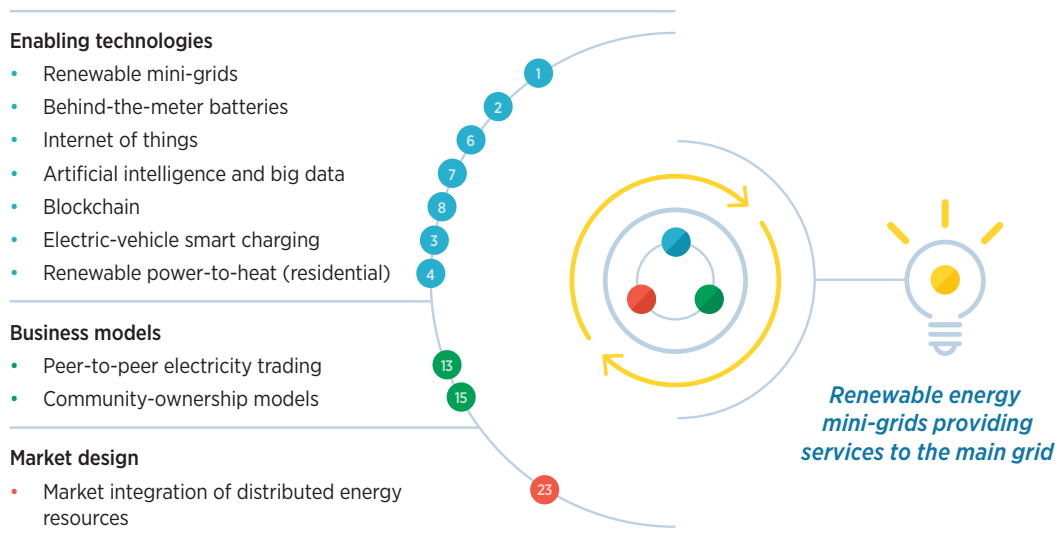 Enabling technologies
• Renewable mini-grids
1
• Behind-the-meter batteries
2
• Internet of things
6
• Artificial intelligence and big data
7
• Blockchain
8
• Electric-vehicle smart charging
3
• Renewable power-to-heat (residential)
4
Business models
• Peer-to-peer electricity trading
13
• Community-ownership models
15
Market design
• Market integration of distributed energy
resources
23
Renewable energy
mini-grids providing
services to the main grid